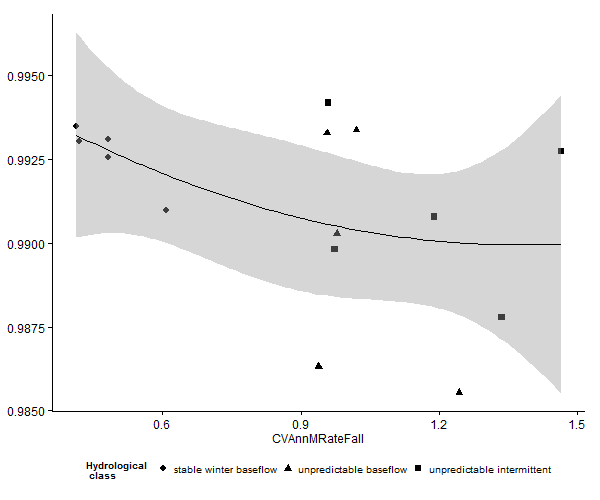 0.9950
0.9925
0.9900
0.9875
0.9850
0.6 0.9 1.2 1.5
CVAnnMRateFall
Hydrological
class
stable winter baseflow unpredictable baseflow unpredictable intermittent